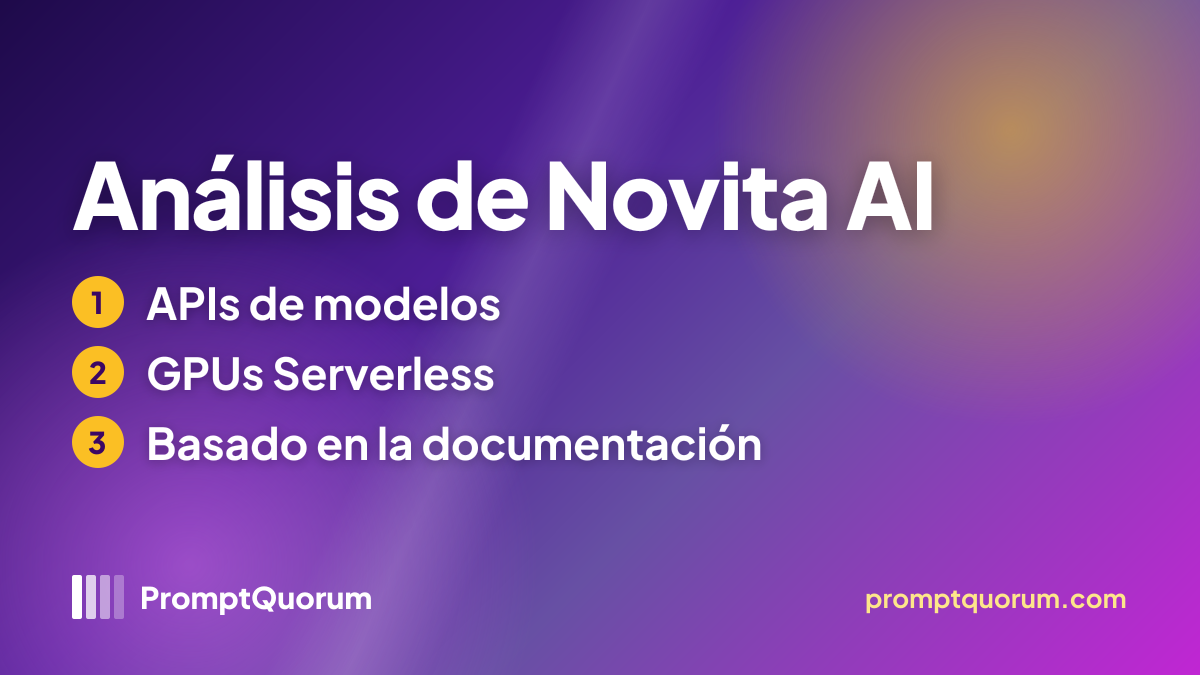 Análisis de Novita AI
1 APIs de modelos
2 GPUs Serverless
3 Basado en la documentación
PromptQuorum
promptquorum.com